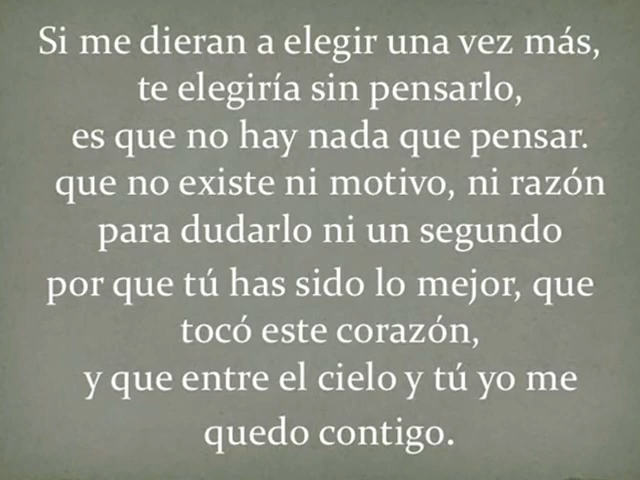 Si me dieran a elegir una vez más,
te elegiría sin pensarlo,
es que no hay nada que pensar.
que no existe ni motivo, ni razón
para dudarlo ni un segundo
por que tú has sido lo mejor, que
tocó este corazón,
y que entre el cielo y tú yo me
quedo contigo.